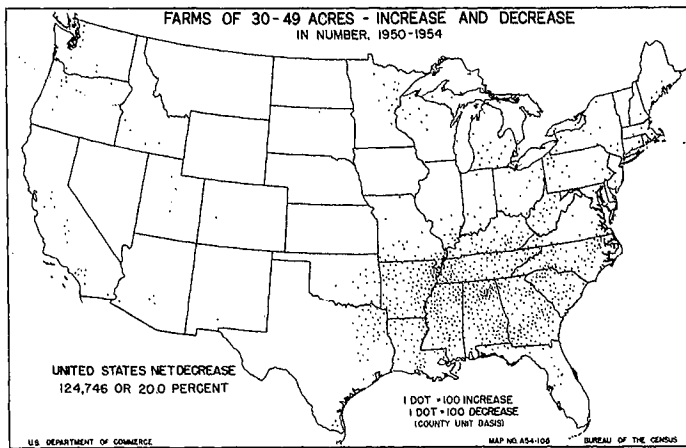 FARMS OF 30-49 ACRES - INCREASE AND DECREASE
IN NUMBER, 1950-1954
UNITED STATES NET DECREASE
124,746 OR 20.0 PERCENT
1 DOT = 100 INCREASE
1 DOT = 100 DECREASE
(COUNTY UNIT BASIS)
U.S. DEPARTMENT OF COMMERCE
MAP NO. A54-106
BUREAU OF THE CENSUS